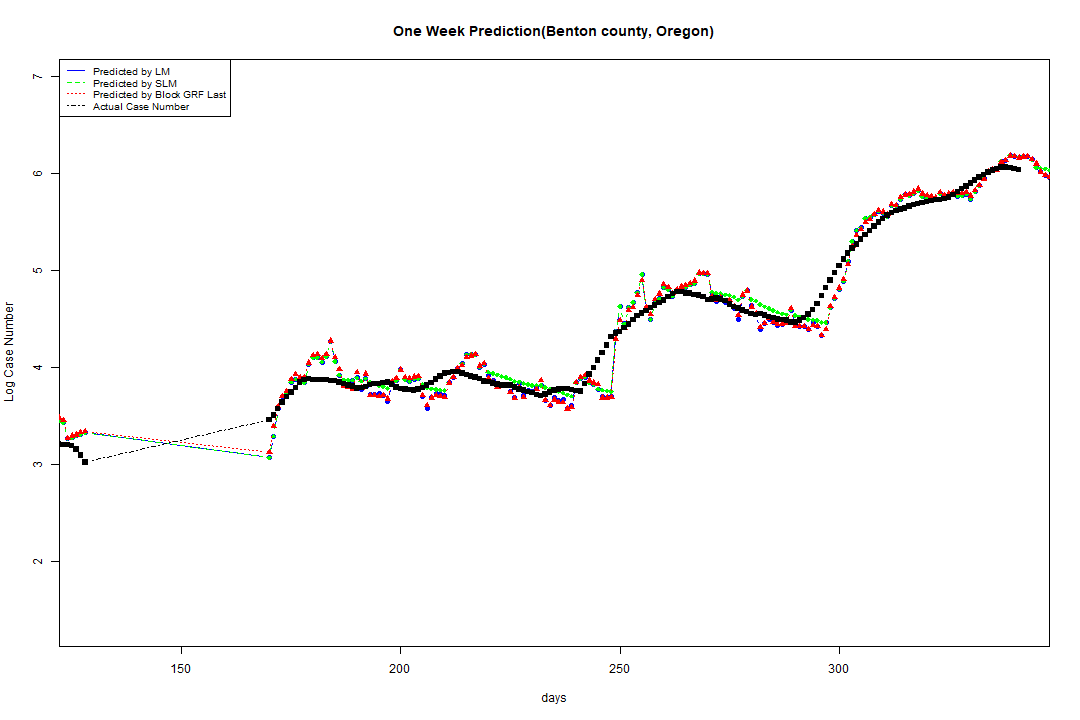 One Week Prediction(Benton county, Oregon)
Predicted by LM
Predicted by SLM
Predicted by Block GRF Last
Actual Case Number
7
6
5
4
3
2
Log Case Number
150
200
250
300
days